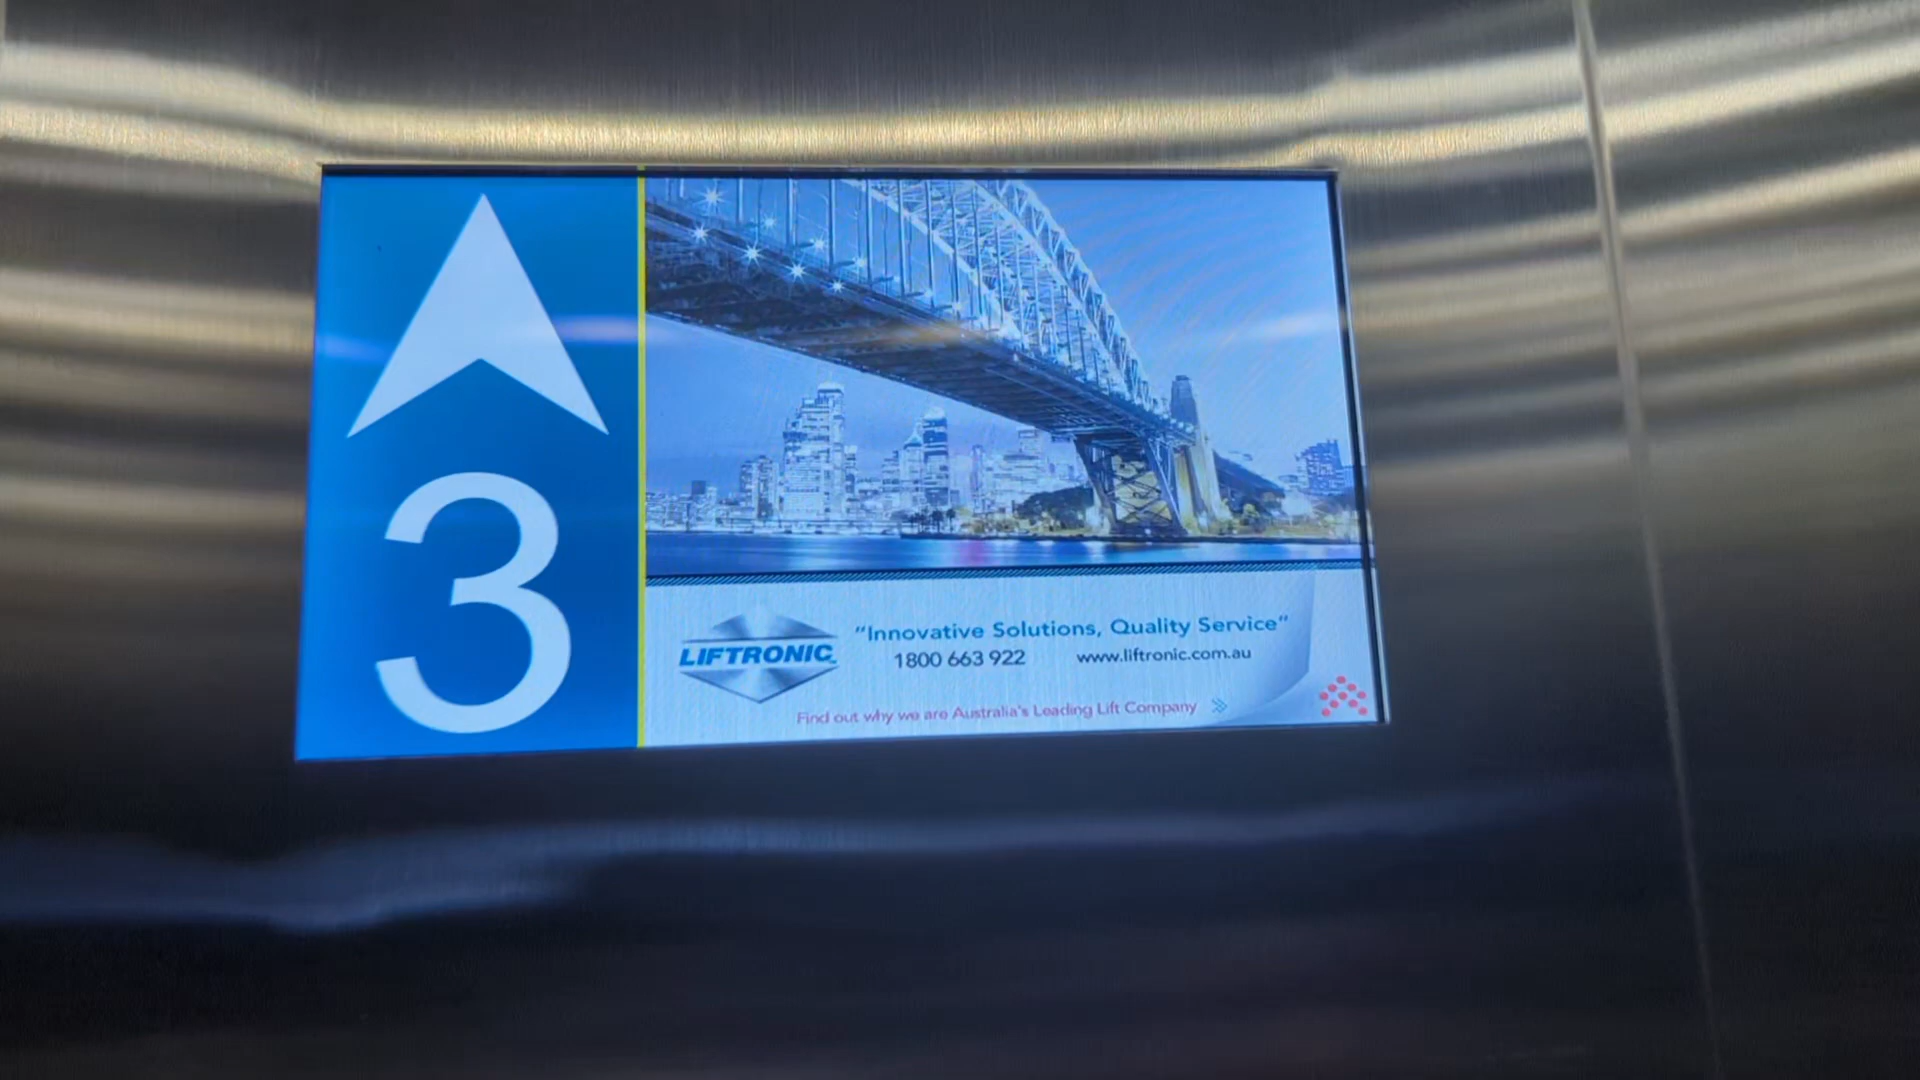 3
LIFTRONIC
"Innovative Solutions, Quality Service"
1800 663 922 www.liftronic.com.au
Find out why we are Australia's Leading Lift Company